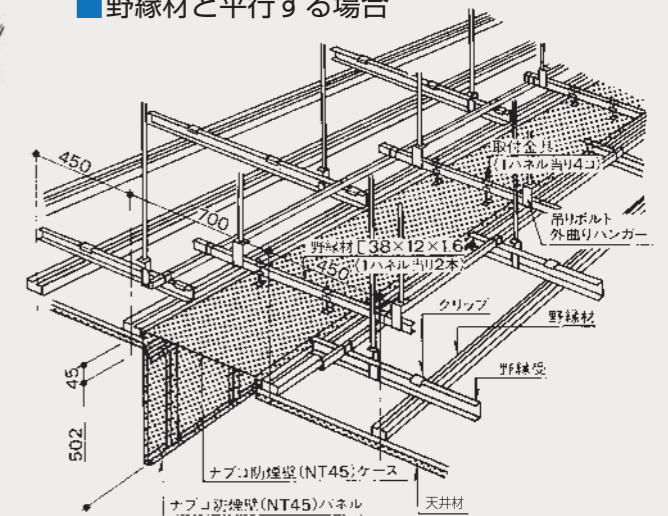 ■野縁材と平行する場合
450
700
取付金具
(1パネル当り4コ)
吊りボルト
外曲りハンガー
野縁材[38×12×1.6
(1パネル当り2本)
450
クリップ
野縁材
野縁受
45
502
ナブコ防煙壁(NT45)ケース
ナブコ防煙壁(NT45)パネル
天井材